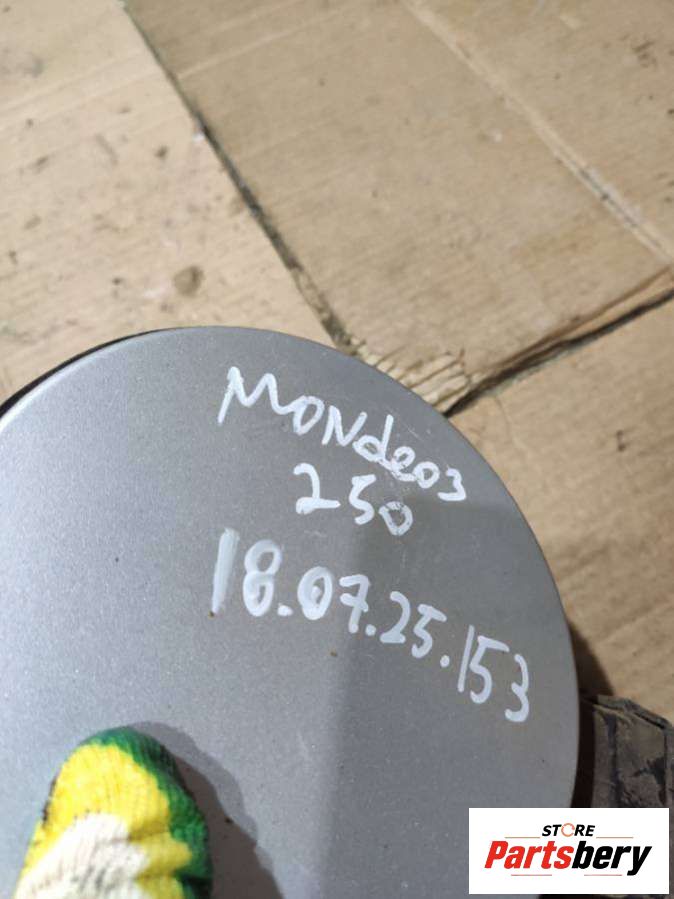 MONdeo3
250
18.07.25.153
STORE
Partsbery